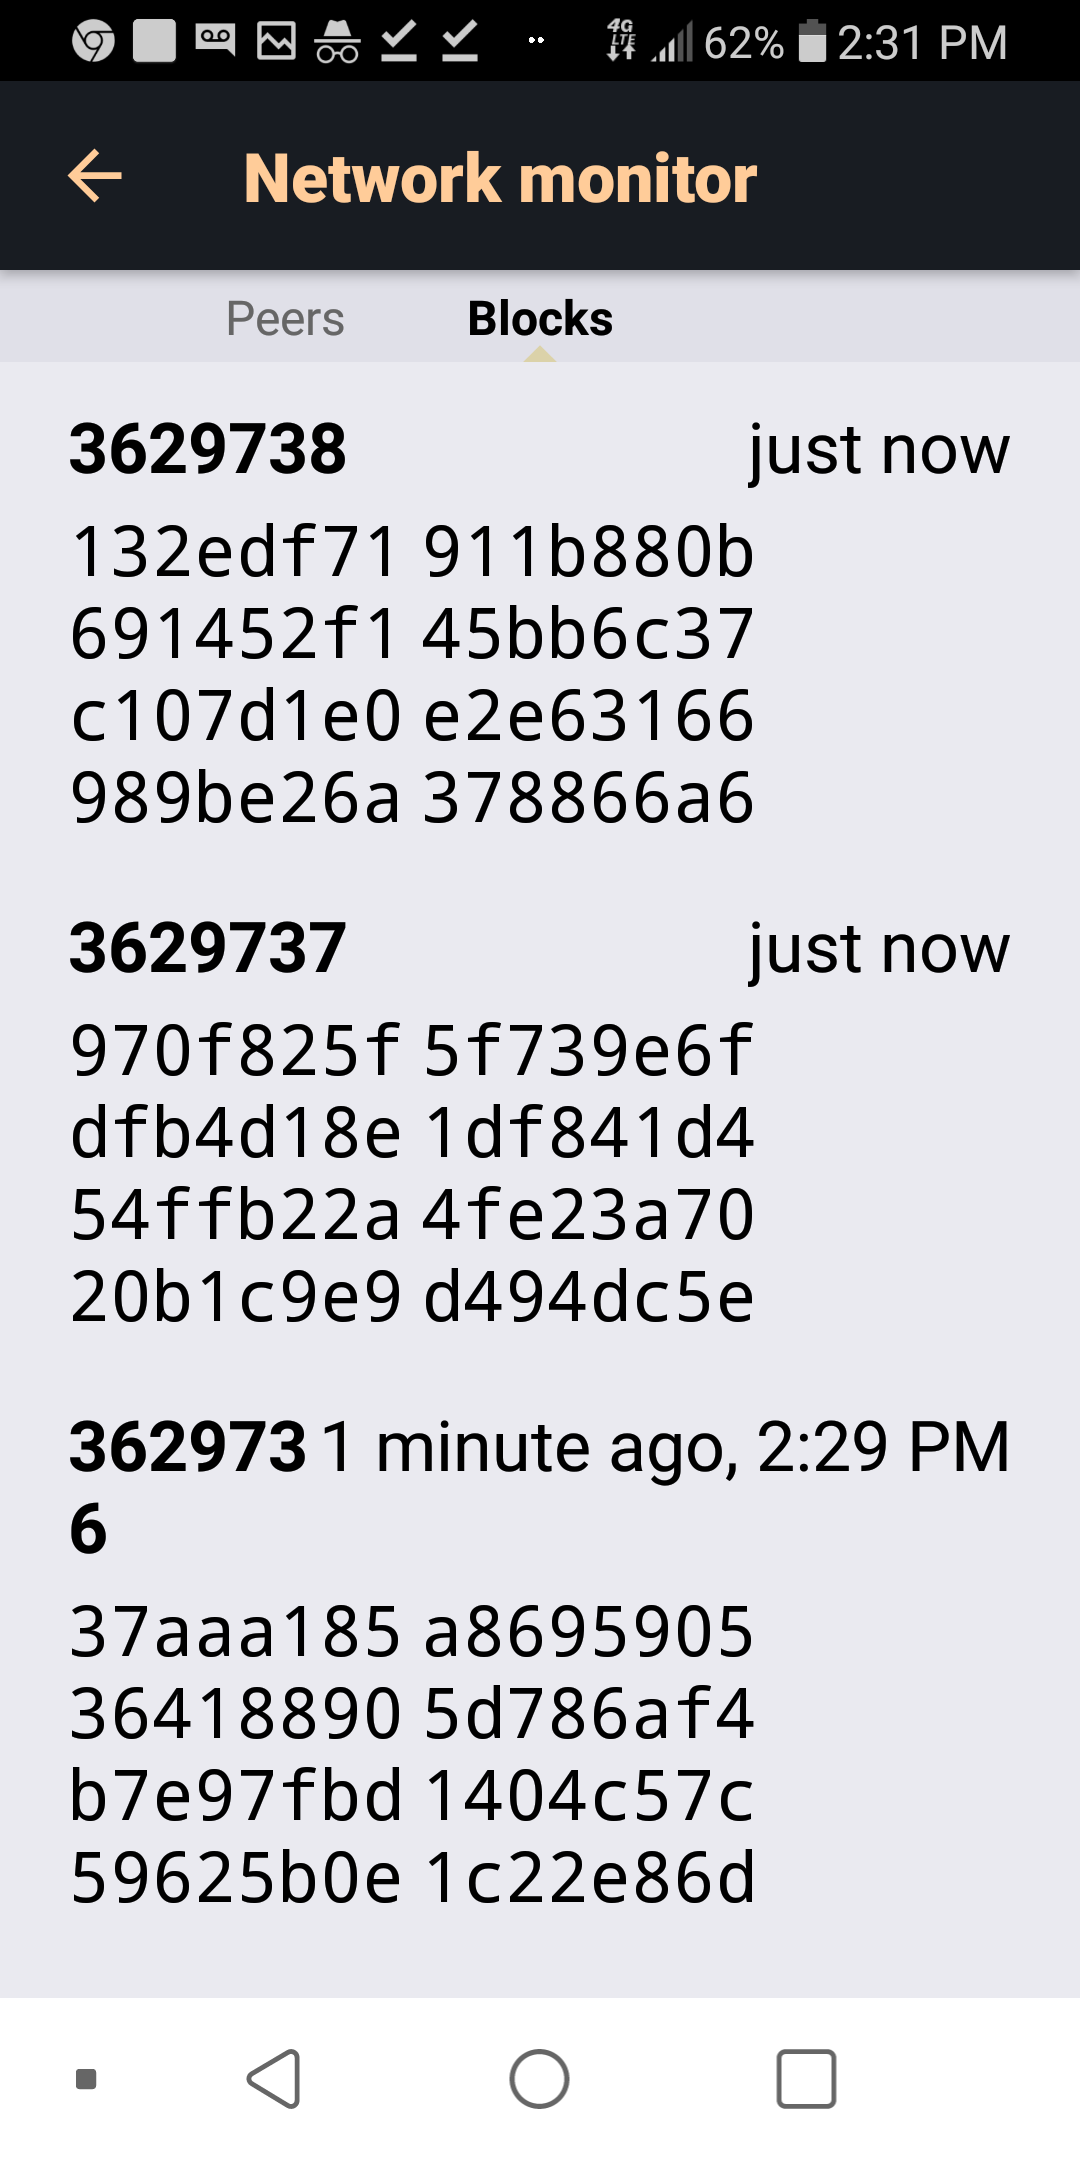 4G LTE 62% 2:31 PM
Network monitor
Peers Blocks
3629738 just now
132edf71 911b880b
691452f1 45bb6c37
c107d1e0 e2e63166
989be26a 378866a6
3629737 just now
970f825f 5f739e6f
dfb4d18e 1df841d4
54ffb22a 4fe23a70
20b1c9e9 d494dc5e
362973 1 minute ago, 2:29 PM
6
37aaa185 a8695905
36418890 5d786af4
b7e97fbd 1404c57c
59625b0e 1c22e86d